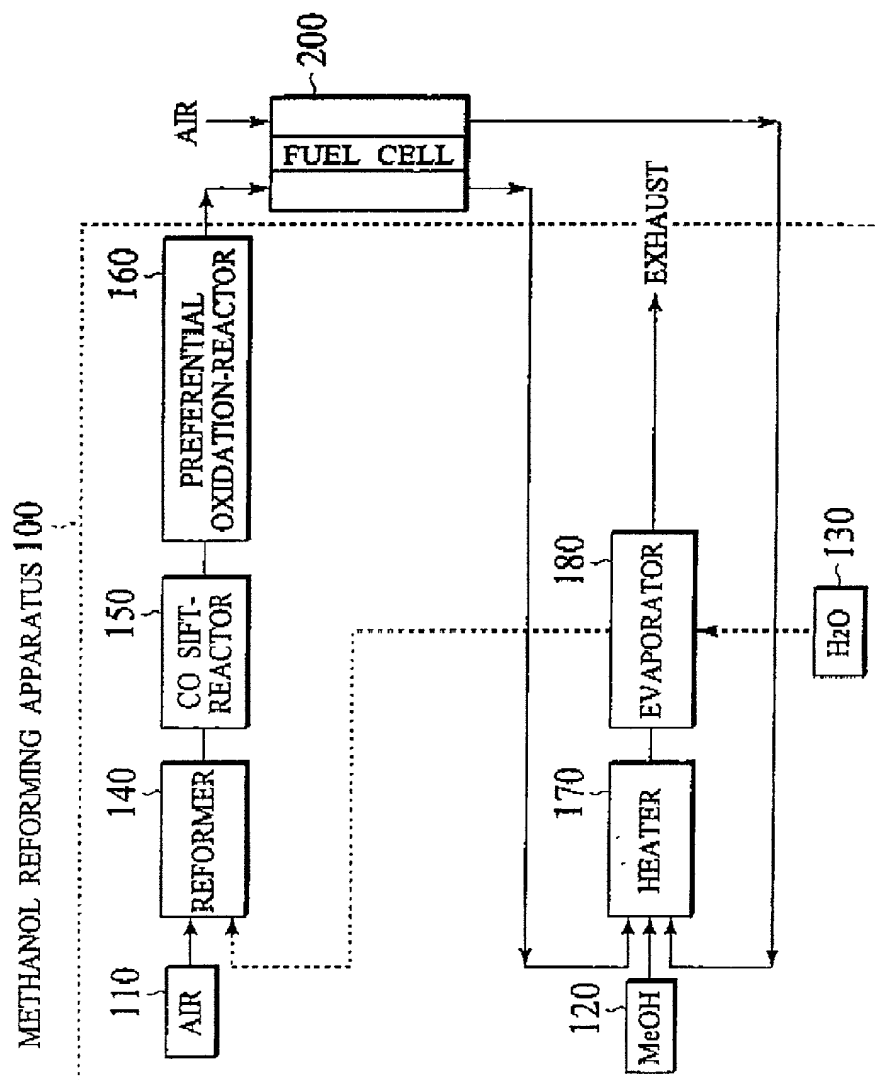 METHANOL REFORMING APPARATUS 100
110
AIR
140
REFORMER
150
CO SIFT-
REACTOR
160
PREFERENTIAL
OXIDATION-REACTOR
AIR
200
FUEL CELL
120
MeOH
170
HEATER
180
EVAPORATOR
EXHAUST
130
H2O